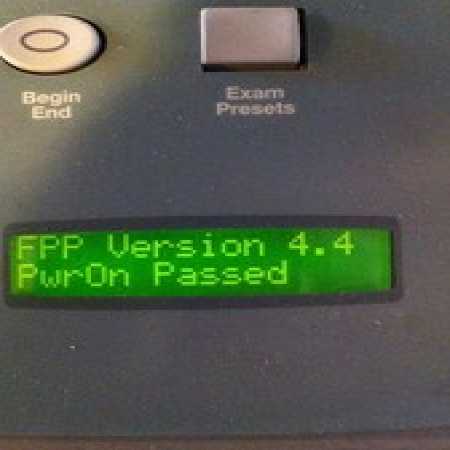 Begin
End
Exam
Presets
FPP Version 4.4
PwrOn Passed